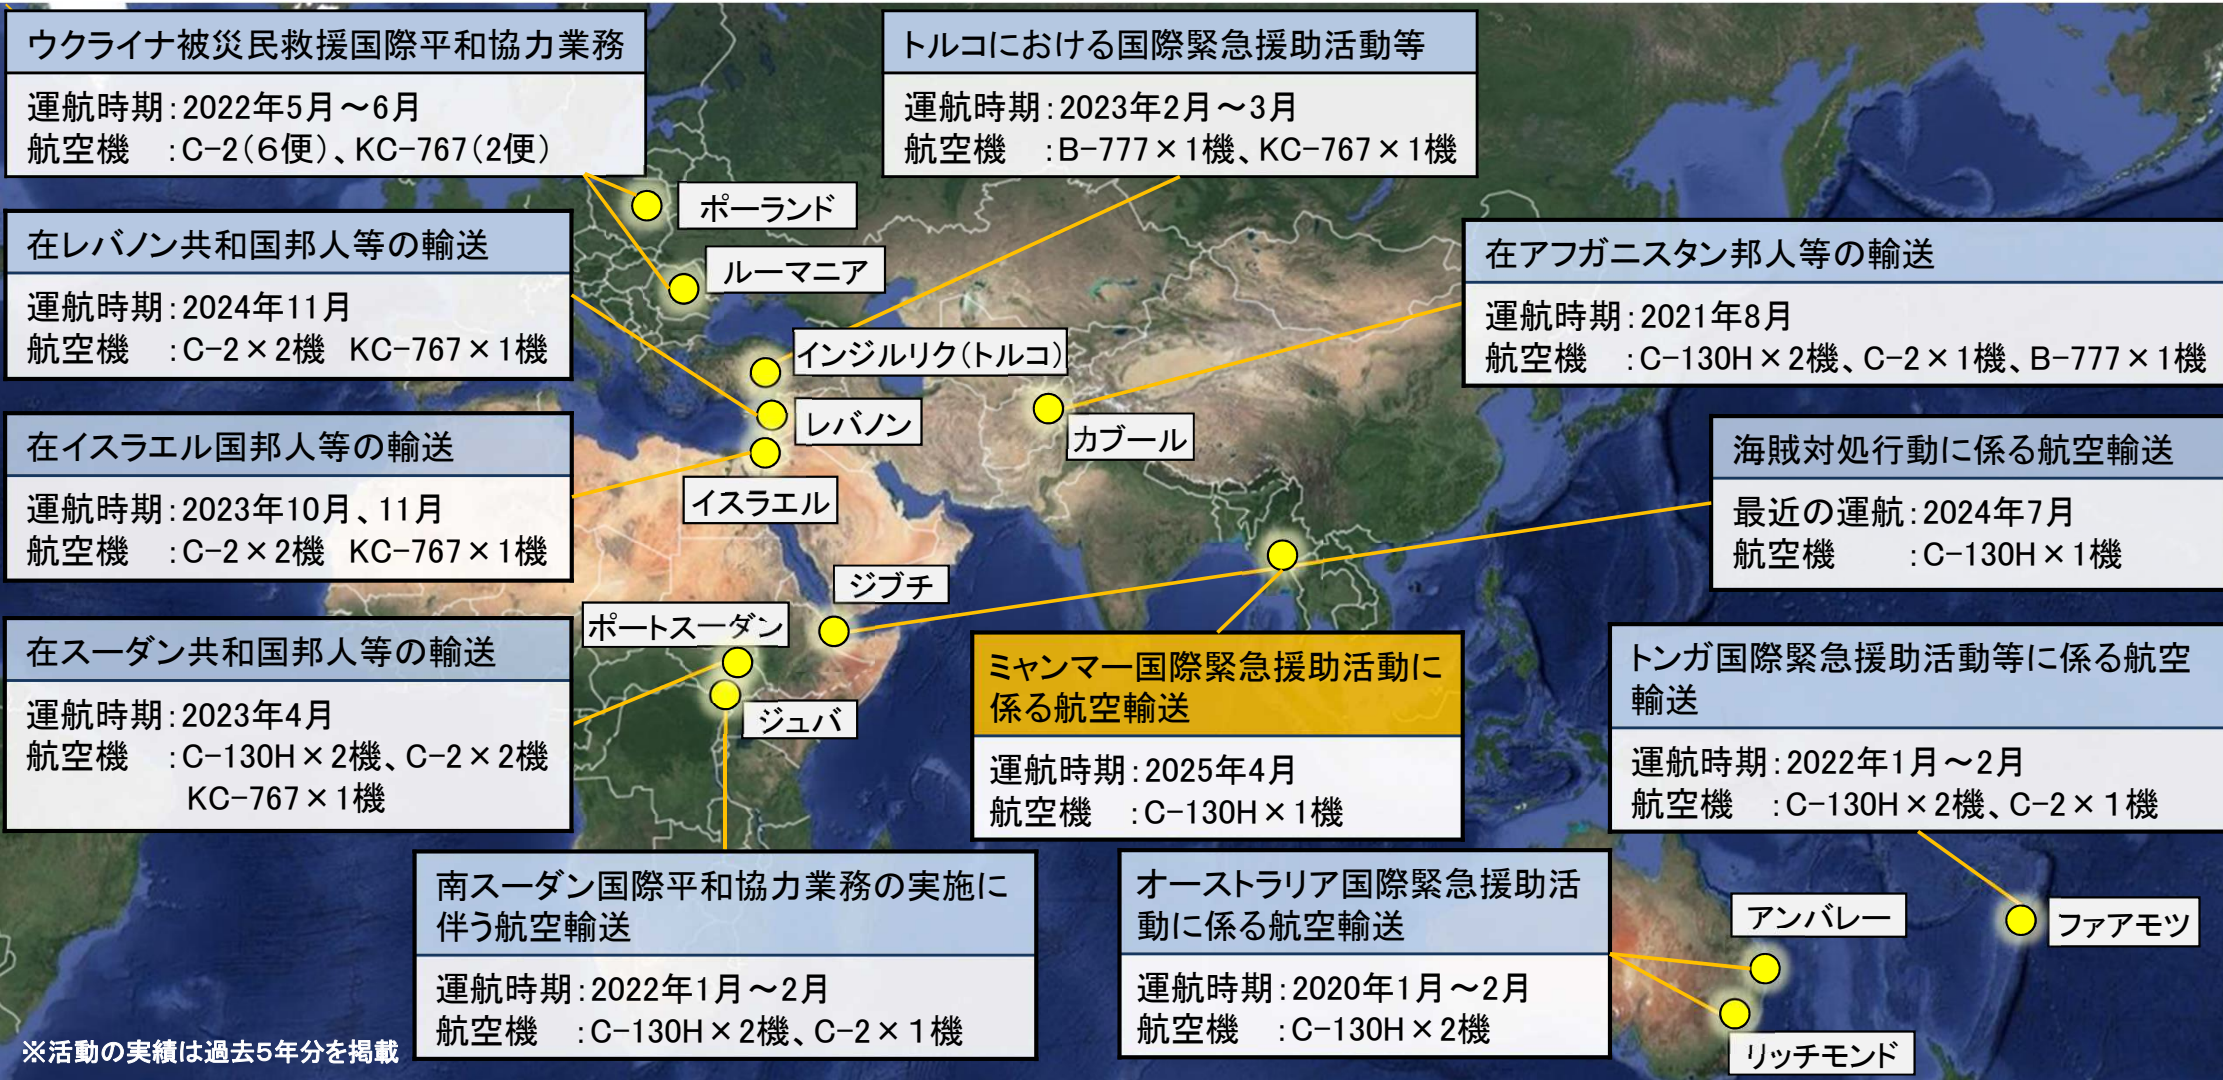 ウクライナ被災民救援国際平和協力業務
運航時期：2022年5月～6月
航空機　：C-2（６便）、KC-767（2便）
トルコにおける国際緊急援助活動等
運航時期：2023年2月～3月
航空機　：B-777×1機、KC-767×1機
ポーランド
ルーマニア
在レバノン共和国邦人等の輸送
運航時期：2024年11月
航空機　：C-2×2機　KC-767×1機
在アフガニスタン邦人等の輸送
運航時期：2021年8月
航空機　：C-130H×2機、C-2×1機、B-777×1機
インジルリク（トルコ）
レバノン
カブール
イスラエル
在イスラエル国邦人等の輸送
運航時期：2023年10月、11月
航空機　：C-2×2機　KC-767×1機
海賊対処行動に係る航空輸送
最近の運航：2024年7月
航空機　　：C-130H×1機
ジブチ
ポートスーダン
ジュバ
在スーダン共和国邦人等の輸送
運航時期：2023年4月
航空機　：C-130H×2機、C-2×2機
KC-767×1機
ミャンマー国際緊急援助活動に
係る航空輸送
運航時期：2025年4月
航空機　：C-130H×1機
トンガ国際緊急援助活動等に係る航空
輸送
運航時期：2022年1月～2月
航空機　：C-130H×2機、C-2×１機
南スーダン国際平和協力業務の実施に
伴う航空輸送
運航時期：2022年1月～2月
航空機　：C-130H×2機、C-2×１機
オーストラリア国際緊急援助活
動に係る航空輸送
運航時期：2020年1月～2月
航空機　：C-130H×2機
アンバレー
ファアモツ
リッチモンド
※活動の実績は過去５年分を掲載